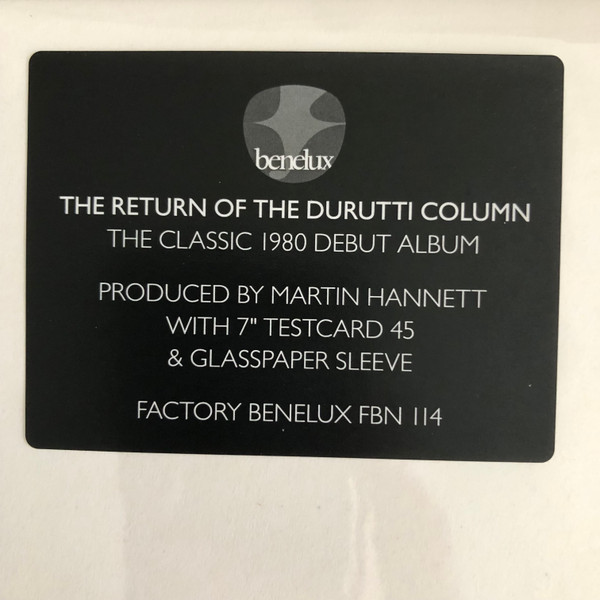 benelux
THE RETURN OF THE DURUTTI COLUMN
THE CLASSIC 1980 DEBUT ALBUM
PRODUCED BY MARTIN HANNETT
WITH 7" TESTCARD 45
& GLASSPAPER SLEEVE
FACTORY BENELUX FBN 114